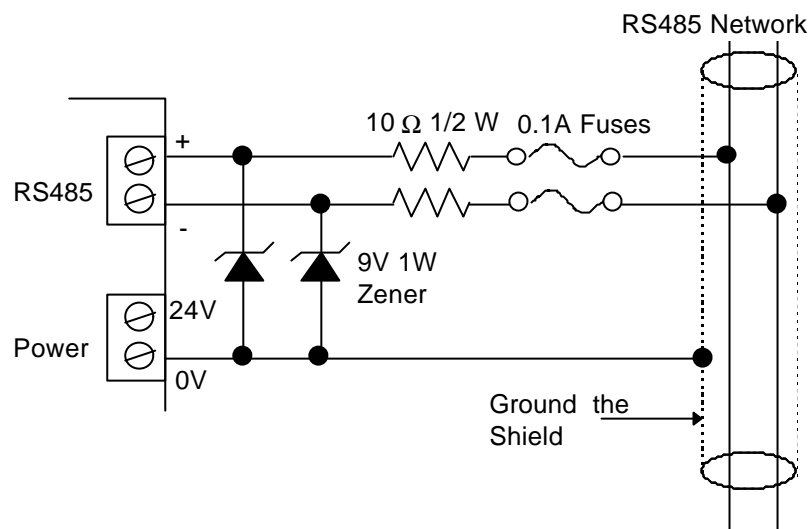 RS485 Network
10 Ω 1/2 W 0.1A Fuses
+
RS485
-
9V 1W
Zener
24V
Power
0V
Ground the
Shield